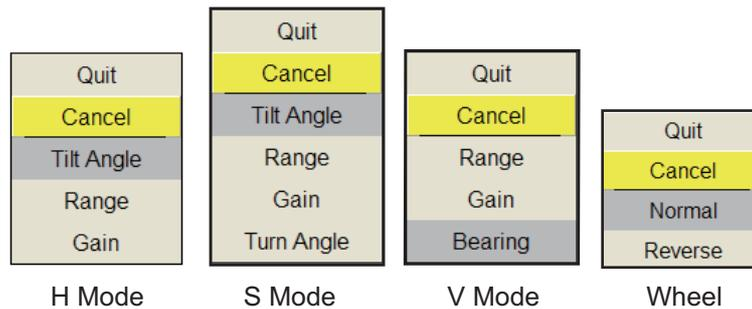 Quit
Cancel
Tilt Angle
Range
Gain
H Mode
Quit
Cancel
Tilt Angle
Range
Gain
Turn Angle
S Mode
Quit
Cancel
Range
Gain
Bearing
V Mode
Quit
Cancel
Normal
Reverse
Wheel